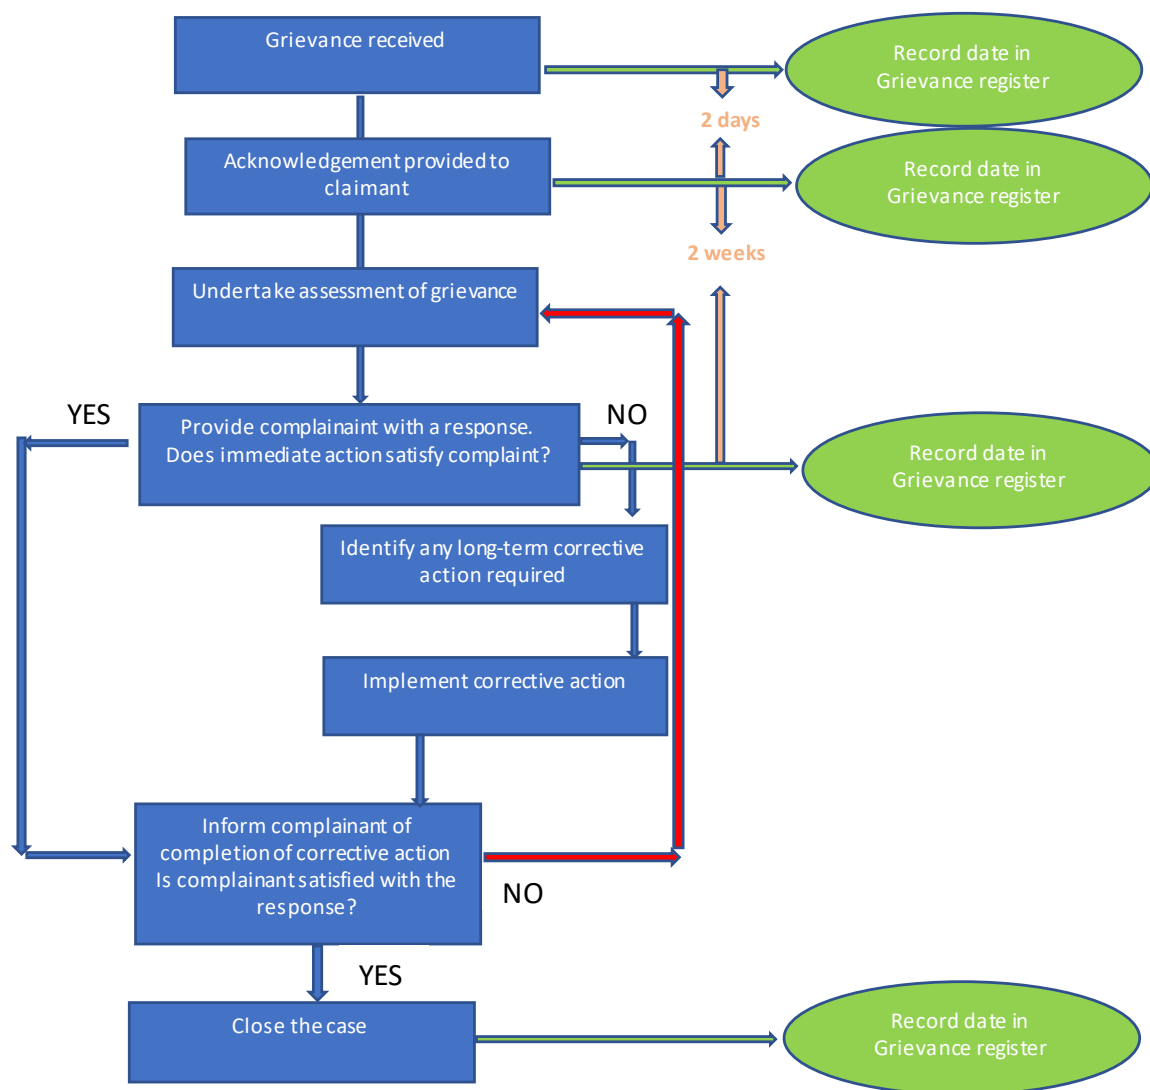 Grievance received
Record date in
Grievance register
2 days
Acknowledgement provided to
claimant
Record date in
Grievance register
2 weeks
Undertake assessment of grievance
YES
NO
Provide complainaint with a response.
Does immediate action satisfy complaint?
Record date in
Grievance register
Identify any long-term corrective
action required
Implement corrective action
Inform complainant of
completion of corrective action
Is complainant satisfied with the
response?
NO
YES
Close the case
Record date in
Grievance register